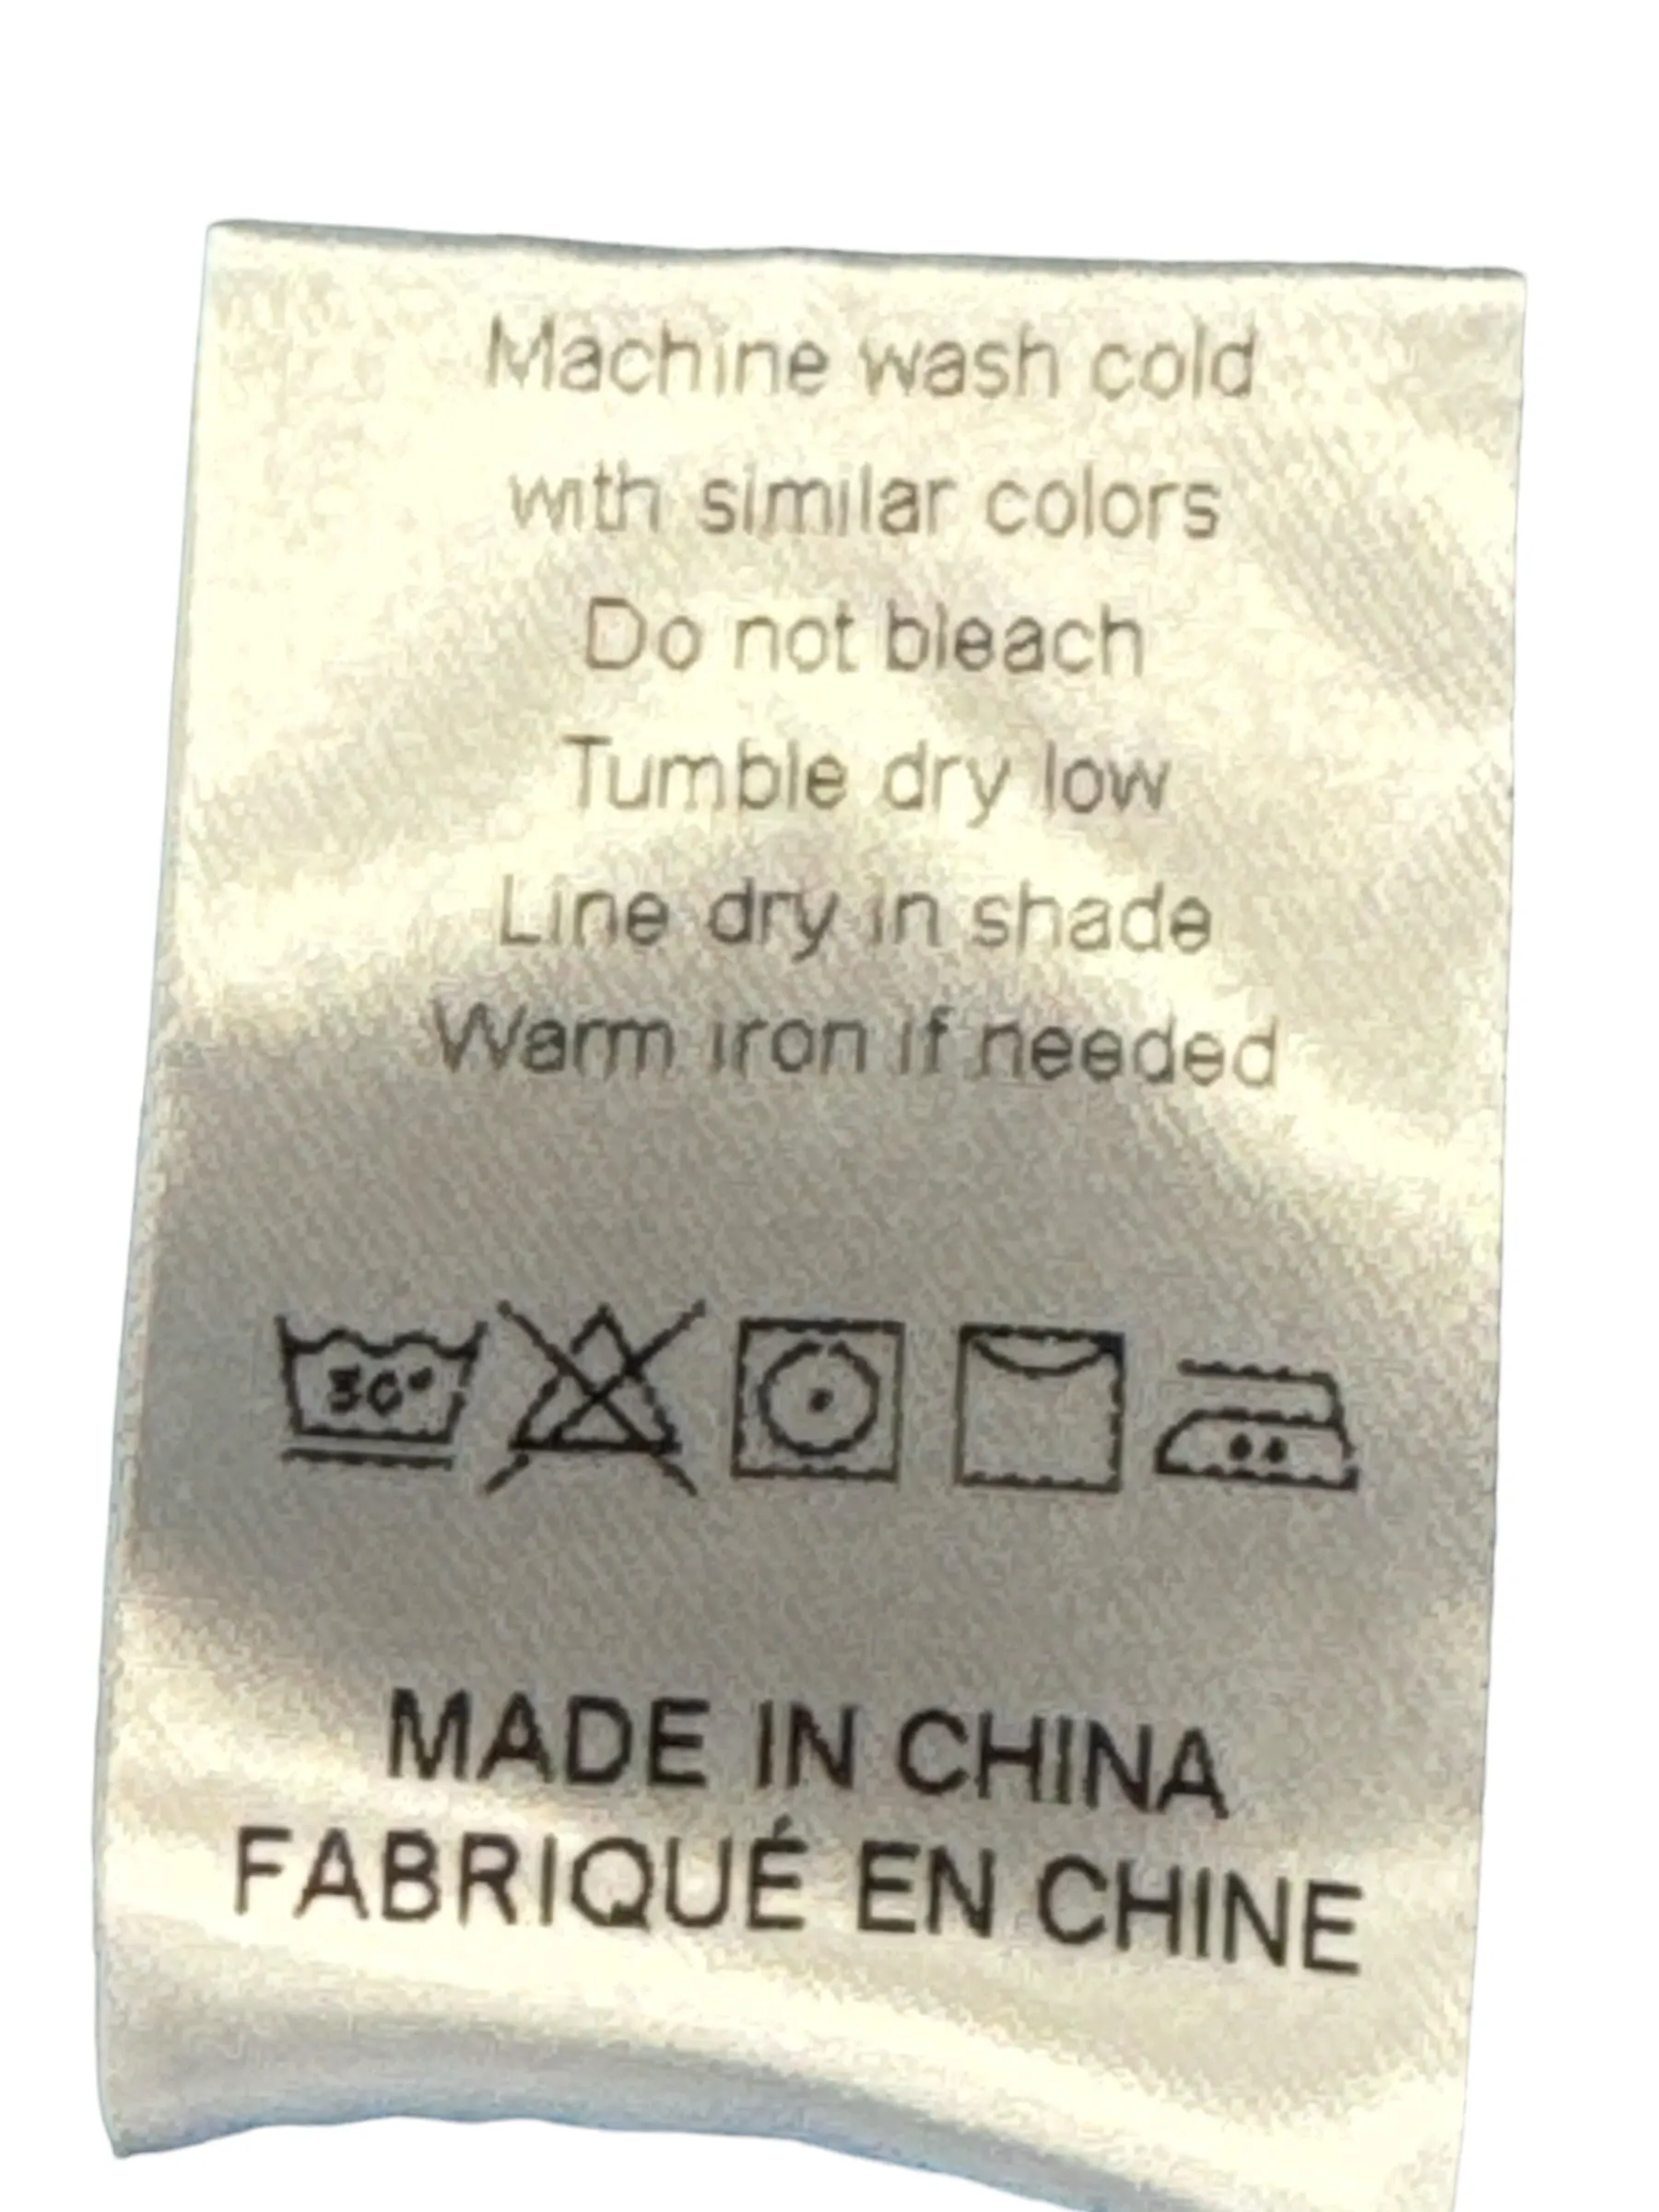 Machine wash cold
with similar colors
Do not bleach
Tumble dry low
Line dry in shade
Warm iron if needed
30°
MADE IN CHINA
FABRIQUÉ EN CHINE